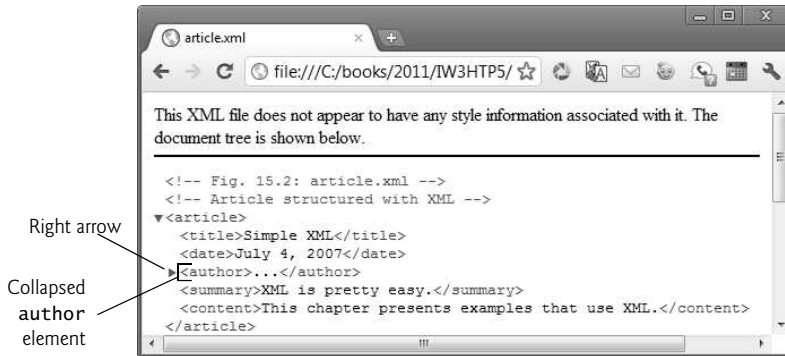 article.xml
file:///C:/books/2011/IW3HTP5/
This XML file does not appear to have any style information associated with it. The
document tree is shown below.
<!-- Fig. 15.2: article.xml -->
<!-- Article structured with XML -->
▼<article>
<title>Simple XML</title>
<date>July 4, 2007</date>
Right arrow
▶<author>...</author>
Collapsed
author
element
<summary>XML is pretty easy.</summary>
<content>This chapter presents examples that use XML.</content>
</article>